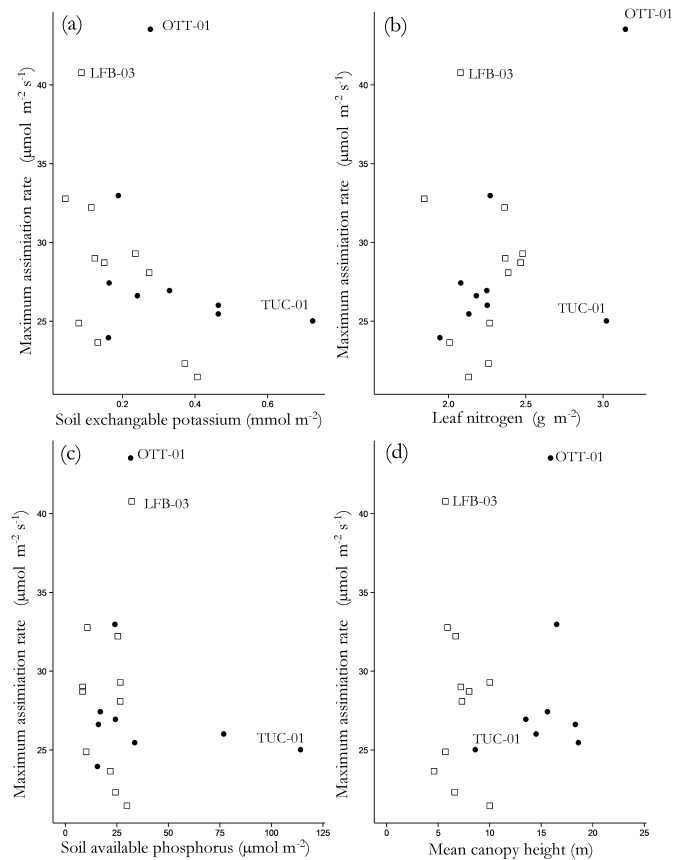 (a)
OTT-01
LFB-03
TUC-01
40
35
30
25
0.2
0.4
0.6
Maximum assimiation rate (μmol m-2 s-1)
Soil exchangable potassium (mmol m-2)
(b)
OTT-01
LFB-03
TUC-01
40
35
30
25
2.0
2.5
3.0
Maximum assimiation rate (μmol m-2 s-1)
Leaf nitrogen (g m-2)
(c)
OTT-01
LFB-03
TUC-01
40
35
30
25
0
25
50
75
100
125
Maximum assimiation rate (μmol m-2 s-1)
Soil available phosphorus (μmol m-2)
(d)
OTT-01
LFB-03
TUC-01
40
35
30
25
0
5
10
15
20
25
Maximum assimiation rate (μmol m-2 s-1)
Mean canopy height (m)